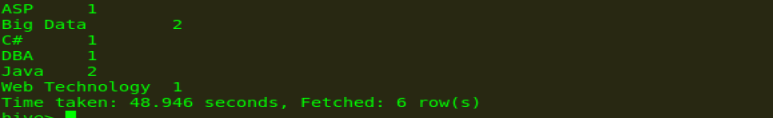 ASP 1
Big Data 2
C# 1
DBA 1
Java 2
Web Technology 1
Time taken: 48.946 seconds, Fetched: 6 row(s)
hive>